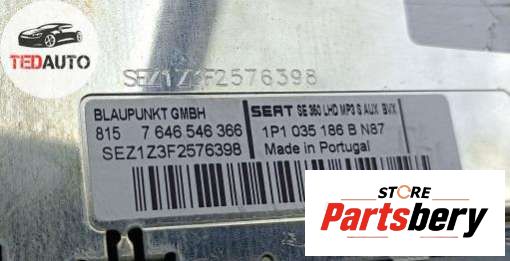 TEDAUTO
SEZ1Z3F2576398
BLAUPUNKT GMBH
815 7 646 546 366
SEZ1Z3F2576398
SEAT SE 360 LHD MP3 S AUX BVX
1P1 035 186 B N87
Made in Portugal
STORE
Partsbery